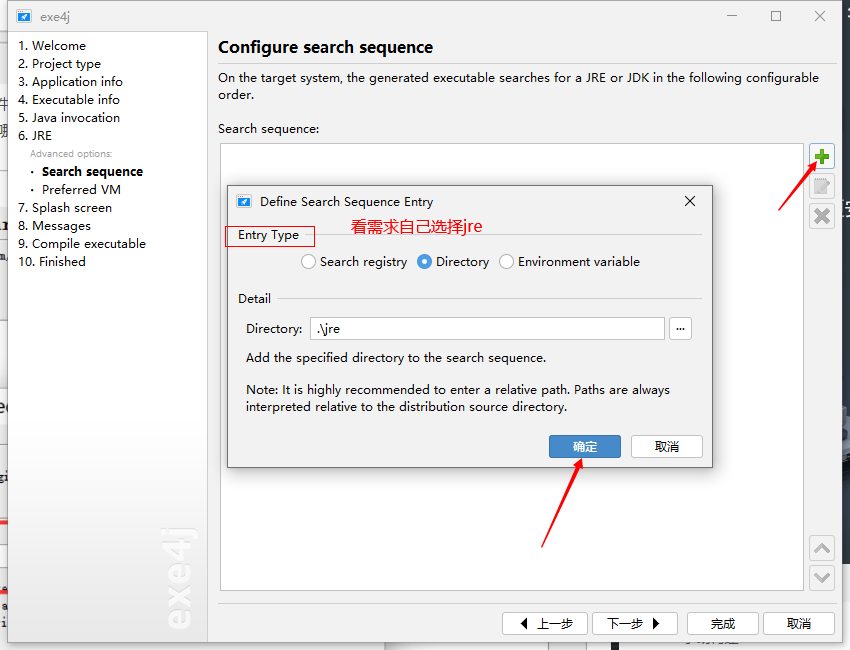 exe4j
1. Welcome
2. Project type
3. Application info
4. Executable info
5. Java invocation
6. JRE
Advanced options:
· Search sequence
· Preferred VM
7. Splash screen
8. Messages
9. Compile executable
10. Finished
exe4j
Configure search sequence
On the target system, the generated executable searches for a JRE or JDK in the following configurable
order.
Search sequence:
Define Search Sequence Entry
看需求自己选择jre
Entry Type
Search registry
Directory
Environment variable
Detail
Directory:
.\jre
...
Add the specified directory to the search sequence.
Note: It is highly recommended to enter a relative path. Paths are always
interpreted relative to the distribution source directory.
确定
取消
上一步
下一步
完成
取消